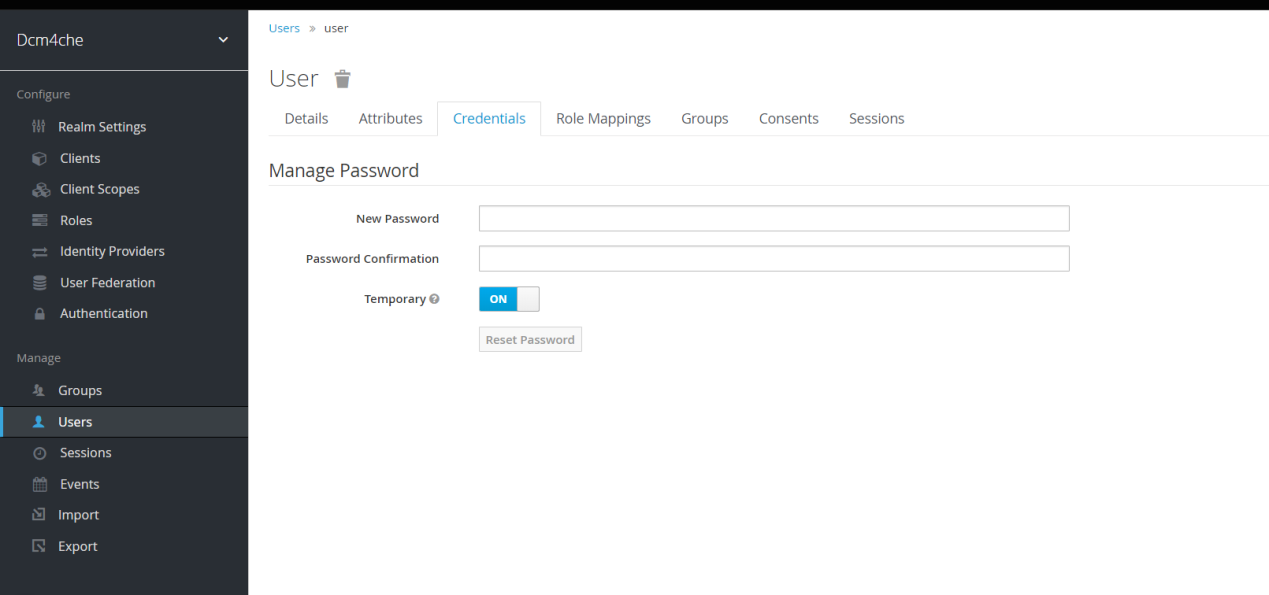 Dcm4che
Configure
Realm Settings
Clients
Client Scopes
Roles
Identity Providers
User Federation
Authentication
Manage
Groups
Users
Sessions
Events
Import
Export
Users » user
User
Details Attributes Credentials Role Mappings Groups Consents Sessions
Manage Password
New Password
Password Confirmation
Temporary ? ON
Reset Password